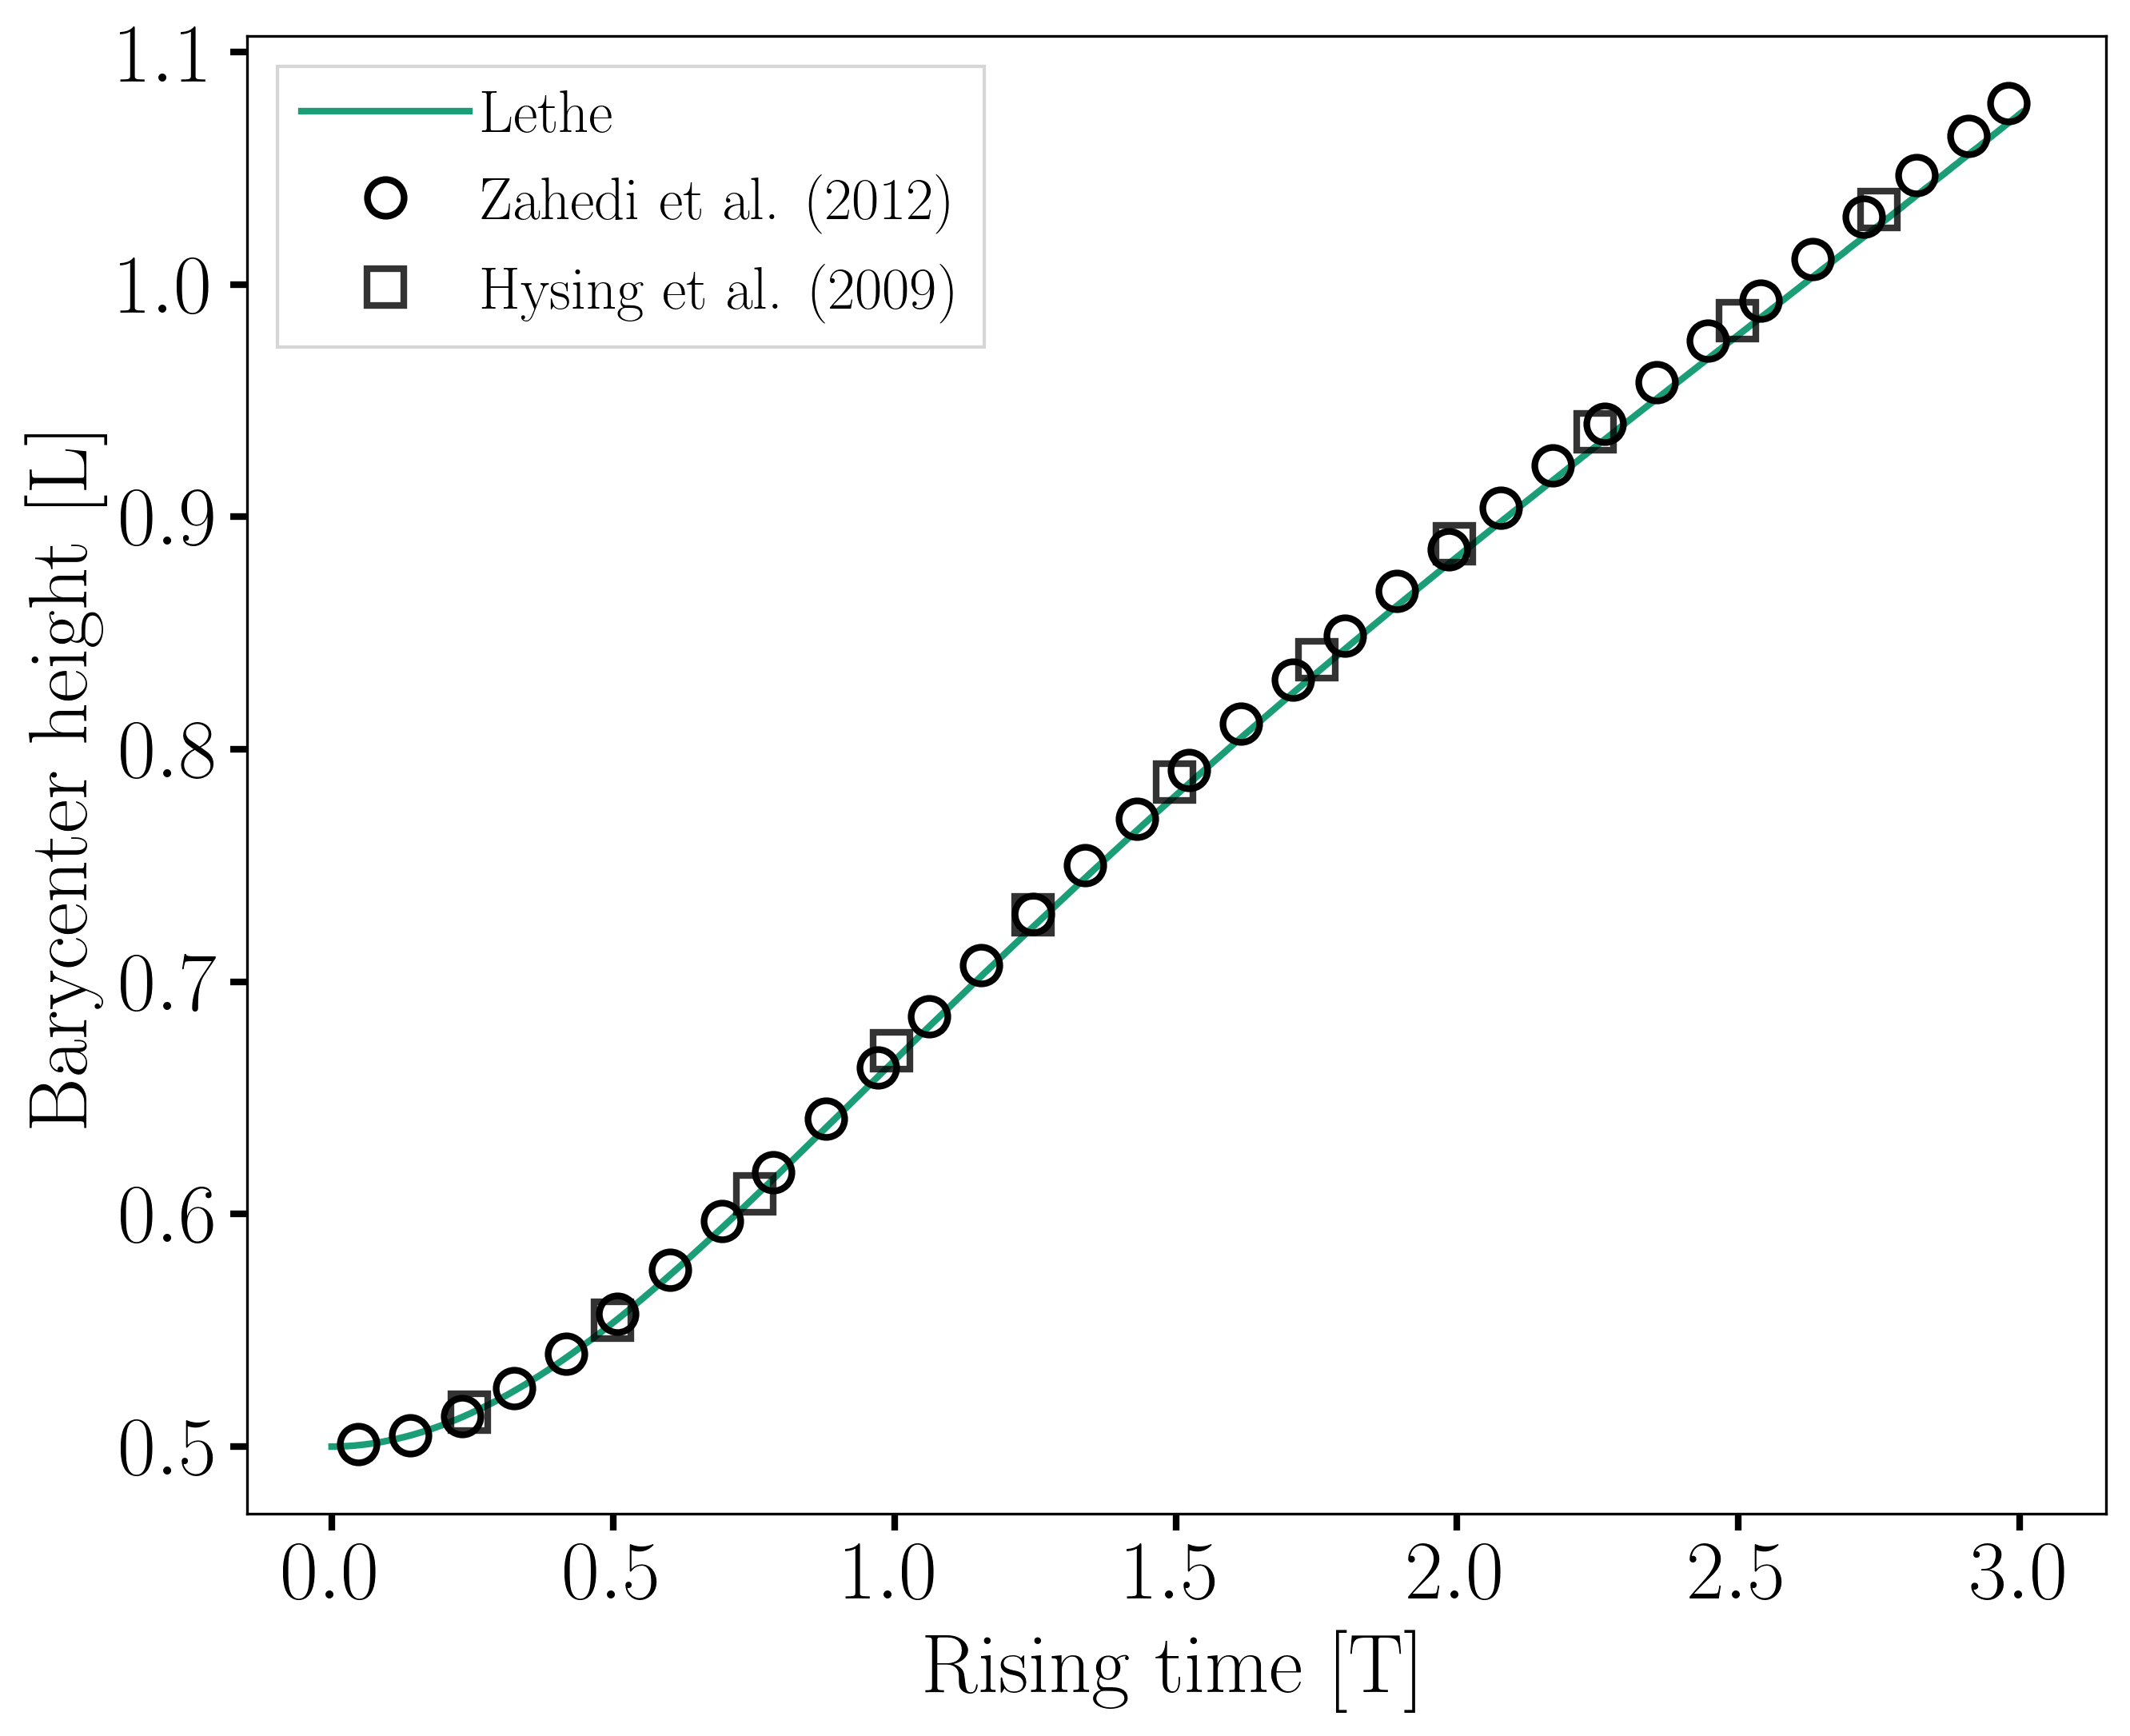 1.1
1.0
0.9
0.8
0.7
0.6
0.5
Barycenter height [L]
Lethe
Zahedi et al. (2012)
Hysing et al. (2009)
0.0 0.5 1.0 1.5 2.0 2.5 3.0
Rising time [T]